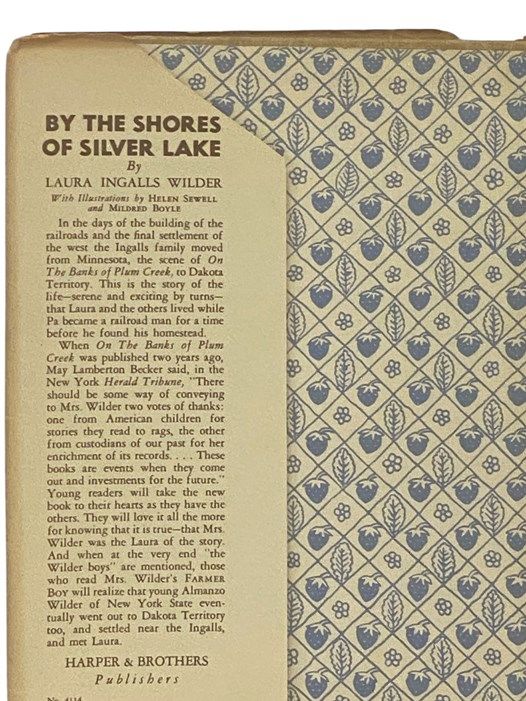 BY THE SHORES
OF SILVER LAKE
By
LAURA INGALLS WILDER
With Illustrations by HELEN SEWELL
and MILDRED BOYLE
In the days of the building of the
railroads and the final settlement of
the west the Ingalls family moved
from Minnesota, the scene of On
The Banks of Plum Creek, to Dakota
Territory. This is the story of the
life—serene and exciting by turns—
that Laura and the others lived while
Pa became a railroad man for a time
before he found his homestead.
When On The Banks of Plum
Creek was published two years ago,
May Lamberton Becker said, in the
New York Herald Tribune, "There
should be some way of conveying
to Mrs. Wilder two votes of thanks:
one from American children for
stories they read to rags, the other
from custodians of our past for her
enrichment of its records. . . . These
books are events when they come
out and investments for the future."
Young readers will take the new
book to their hearts as they have the
others. They will love it all the more
for knowing that it is true—that Mrs.
Wilder was the Laura of the story.
And when at the very end "the
Wilder boys" are mentioned, those
who read Mrs. Wilder's FARMER
BOY will realize that young Almanzo
Wilder of New York State even-
tually went out to Dakota Territory
too, and settled near the Ingalls,
and met Laura.
HARPER & BROTHERS
Publishers